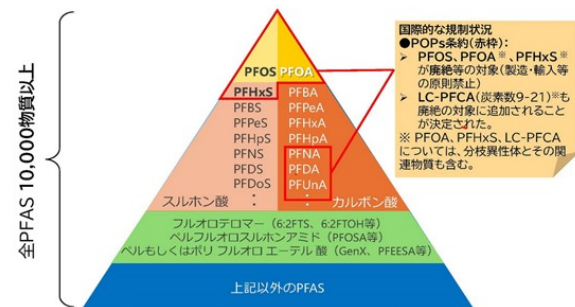 全PFAS 10,000物質以上
PFOS PFOA
PFHxS PFBA
PFBS PFPeA
PFPeS PFHxA
PFHpS PFHpA
PFNS PFNA
PFDS PFDA
PFDoS PFUnA
： ：
スルホン酸 カルボン酸
フルオロテロマー (6:2FTS、6:2FTOH等)
ペルフルオロスルホンアミド (PFOSA等)
ペルもしくはポリ フルオロ エーテル 酸 (GenX、PFEESA等)
上記以外のPFAS
国際的な規制状況
●POPs条約(赤枠)：
➢ PFOS、PFOA※、PFHxS※
が廃絶等の対象(製造・輸入等
の原則禁止)
➢ LC-PFCA(炭素数9-21)※も
廃絶の対象に追加されること
が決定された。
※ PFOA、PFHxS、LC-PFCA
については、分枝異性体とその関
連物質も含む。